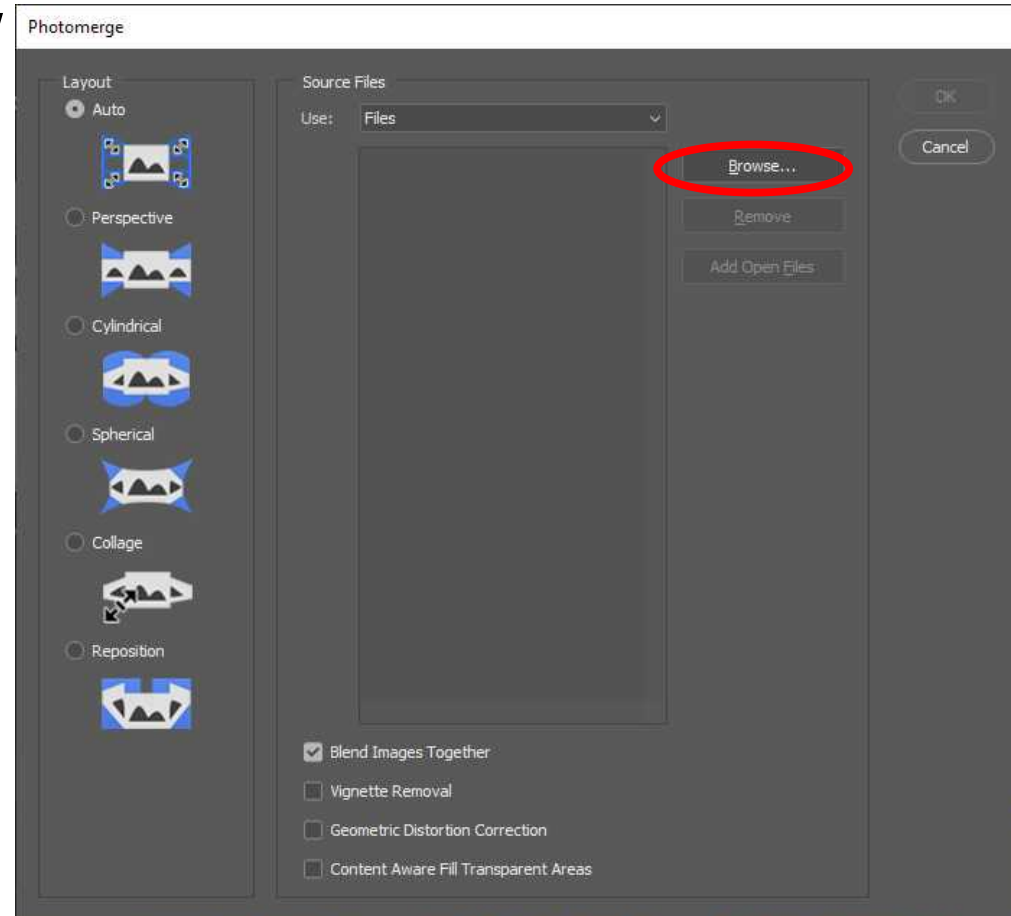 Photomerge
Layout
Auto
Perspective
Cylindrical
Spherical
Collage
Reposition
Source Files
Use: Files
Browse...
Remove
Add Open Files
Blend Images Together
Vignette Removal
Geometric Distortion Correction
Content Aware Fill Transparent Areas
OK
Cancel